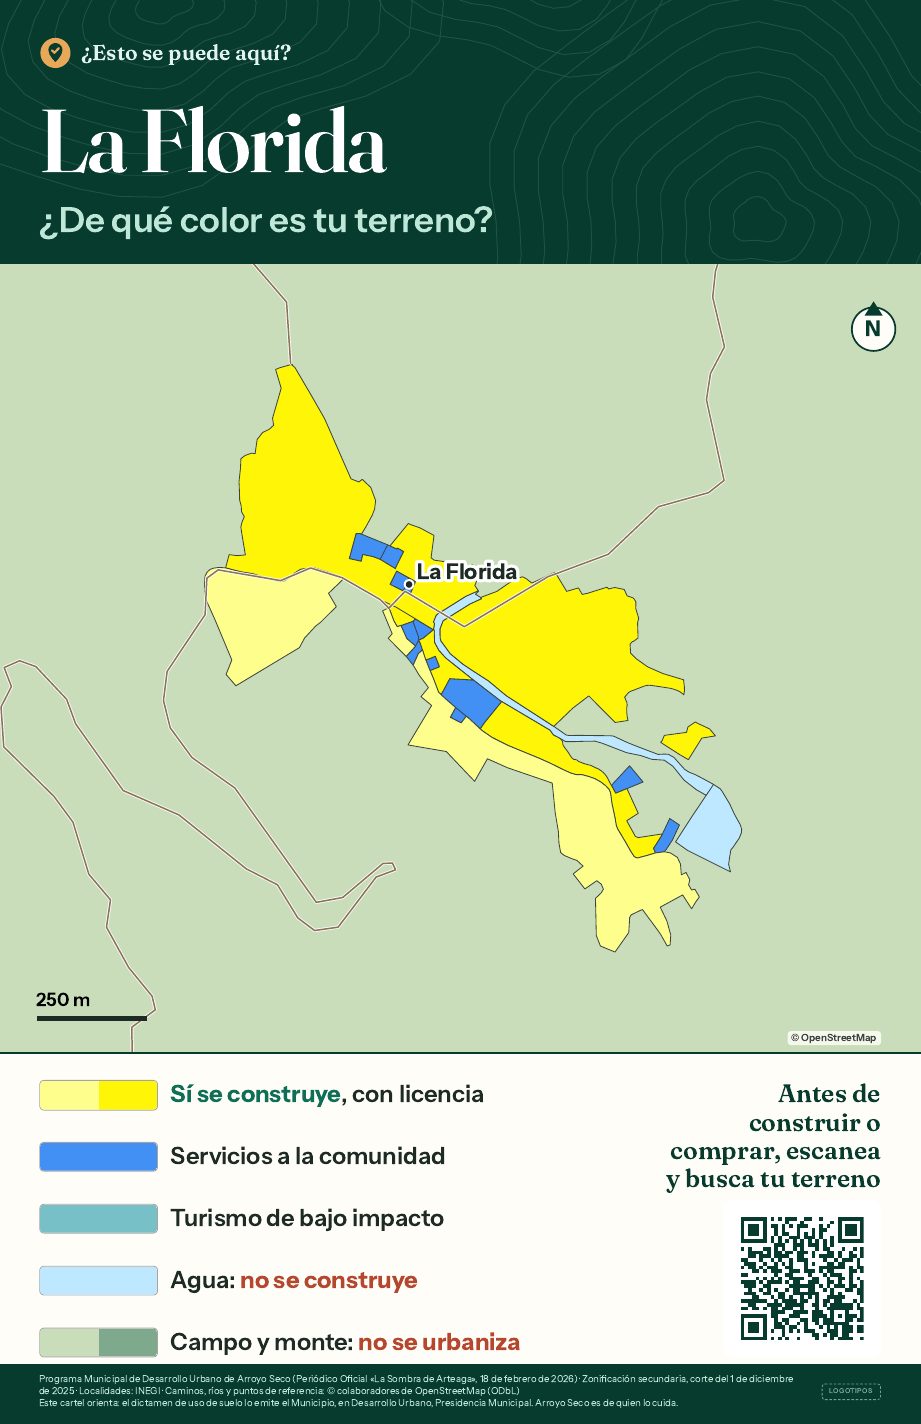 ¿Esto se puede aquí?
La Florida
¿De qué color es tu terreno?
N
La Florida
250 m
© OpenStreetMap
Sí se construye, con licencia
Servicios a la comunidad
Turismo de bajo impacto
Agua: no se construye
Campo y monte: no se urbaniza
Antes de
construir o
comprar, escanea
y busca tu terreno
Programa Municipal de Desarrollo Urbano de Arroyo Seco (Periódico Oficial «La Sombra de Arteaga», 18 de febrero de 2026) · Zonificación secundaria, corte del 1 de diciembre
de 2025 · Localidades: INEGI · Caminos, ríos y puntos de referencia: © colaboradores de OpenStreetMap (ODbL)
Este cartel orienta: el dictamen de uso de suelo lo emite el Municipio, en Desarrollo Urbano, Presidencia Municipal. Arroyo Seco es de quien lo cuida.
LOGOTIPOS